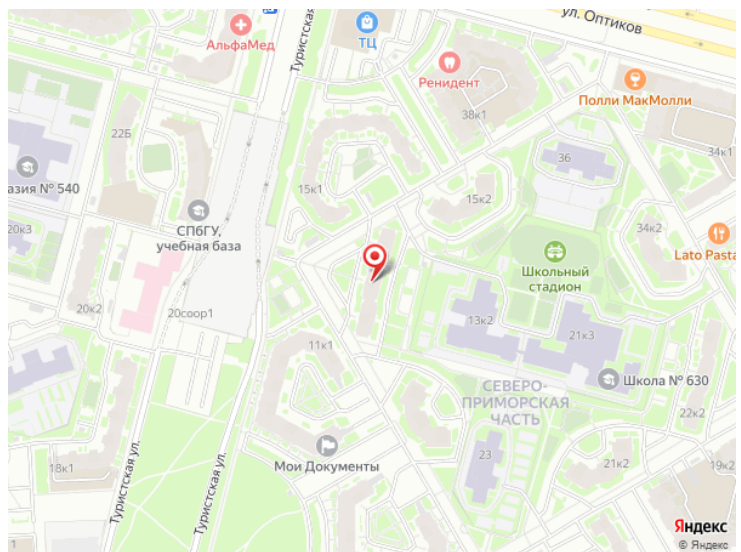 ул. Оптиков
АльфаМед
Туристская ул.
ТЦ
Ренидент
Полли МакМолли
38к1
22Б
34к1
36
азия № 540
15к1
15к2
СПбГУ,
учебная база
20к3
34к2
Lato Pasta
Школьный
стадион
20к2
20соор1
13к2
21к3
11к1
Школа № 630
СЕВЕРО-
ПРИМОРСКАЯ
ЧАСТЬ
22к2
Мои Документы
23
21к2
19к2
18к1
Туристская ул.
Туристская ул.
1
Яндекс
© Яндекс